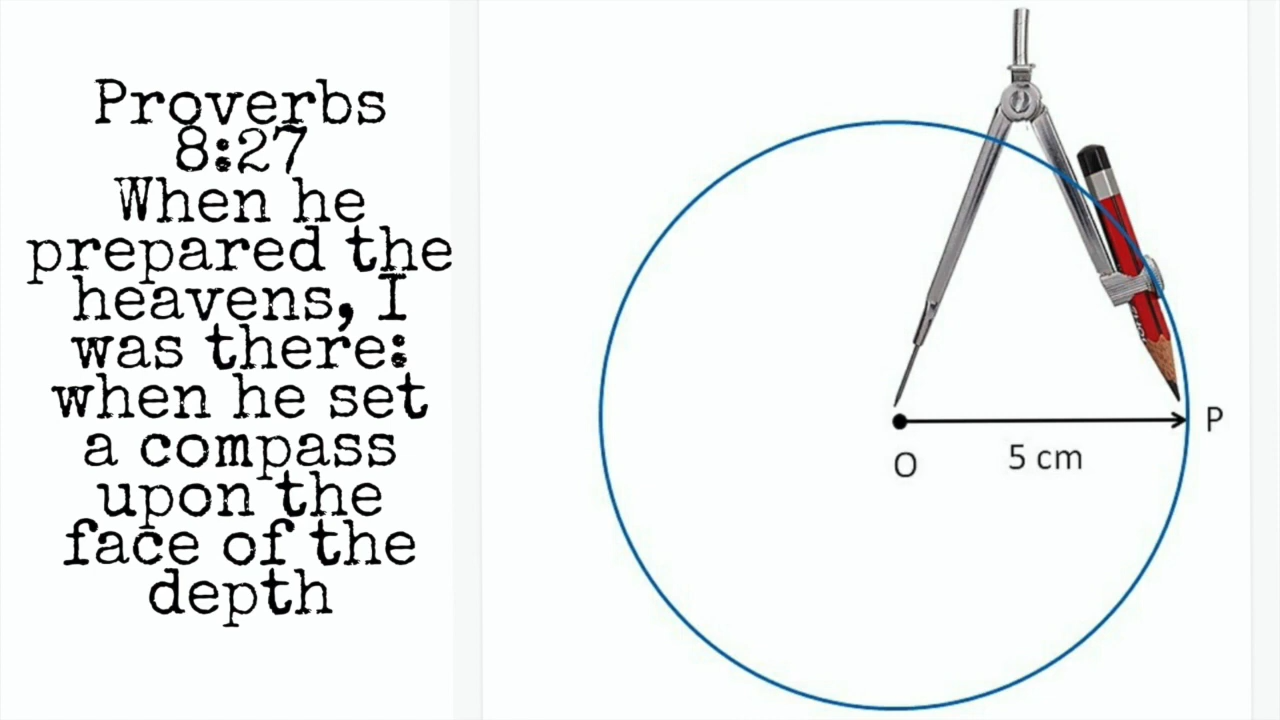 Proverbs
8:27
When he
prepared the
heavens, I
was there:
when he set
a compass
upon the
face of the
depth
O
5 cm
P